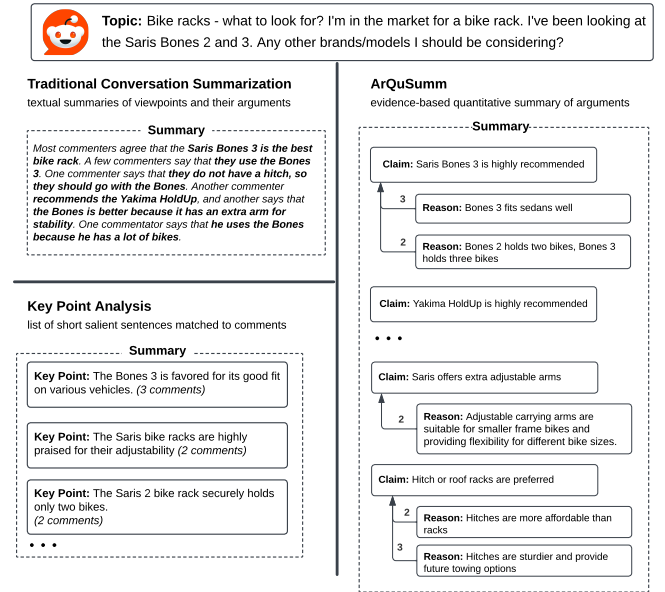 Topic: Bike racks - what to look for? I'm in the market for a bike rack. I've been looking at
the Saris Bones 2 and 3. Any other brands/models I should be considering?
Traditional Conversation Summarization
textual summaries of viewpoints and their arguments
Summary
Most commenters agree that the Saris Bones 3 is the best
bike rack. A few commenters say that they use the Bones
3. One commenter says that they do not have a hitch, so
they should go with the Bones. Another commenter
recommends the Yakima HoldUp, and another says that
the Bones is better because it has an extra arm for
stability. One commentator says that he uses the Bones
because he has a lot of bikes.
Key Point Analysis
list of short salient sentences matched to comments
Summary
Key Point: The Bones 3 is favored for its good fit
on various vehicles. (3 comments)
Key Point: The Saris bike racks are highly
praised for their adjustability (2 comments)
Key Point: The Saris 2 bike rack securely holds
only two bikes.
(2 comments)
• • •
ArQuSumm
evidence-based quantitative summary of arguments
Summary
Claim: Saris Bones 3 is highly recommended
3
Reason: Bones 3 fits sedans well
2
Reason: Bones 2 holds two bikes, Bones 3
holds three bikes
Claim: Yakima HoldUp is highly recommended
• • •
Claim: Saris offers extra adjustable arms
2
Reason: Adjustable carrying arms are
suitable for smaller frame bikes and
providing flexibility for different bike sizes.
Claim: Hitch or roof racks are preferred
2
Reason: Hitches are more affordable than
racks
3
Reason: Hitches are sturdier and provide
future towing options